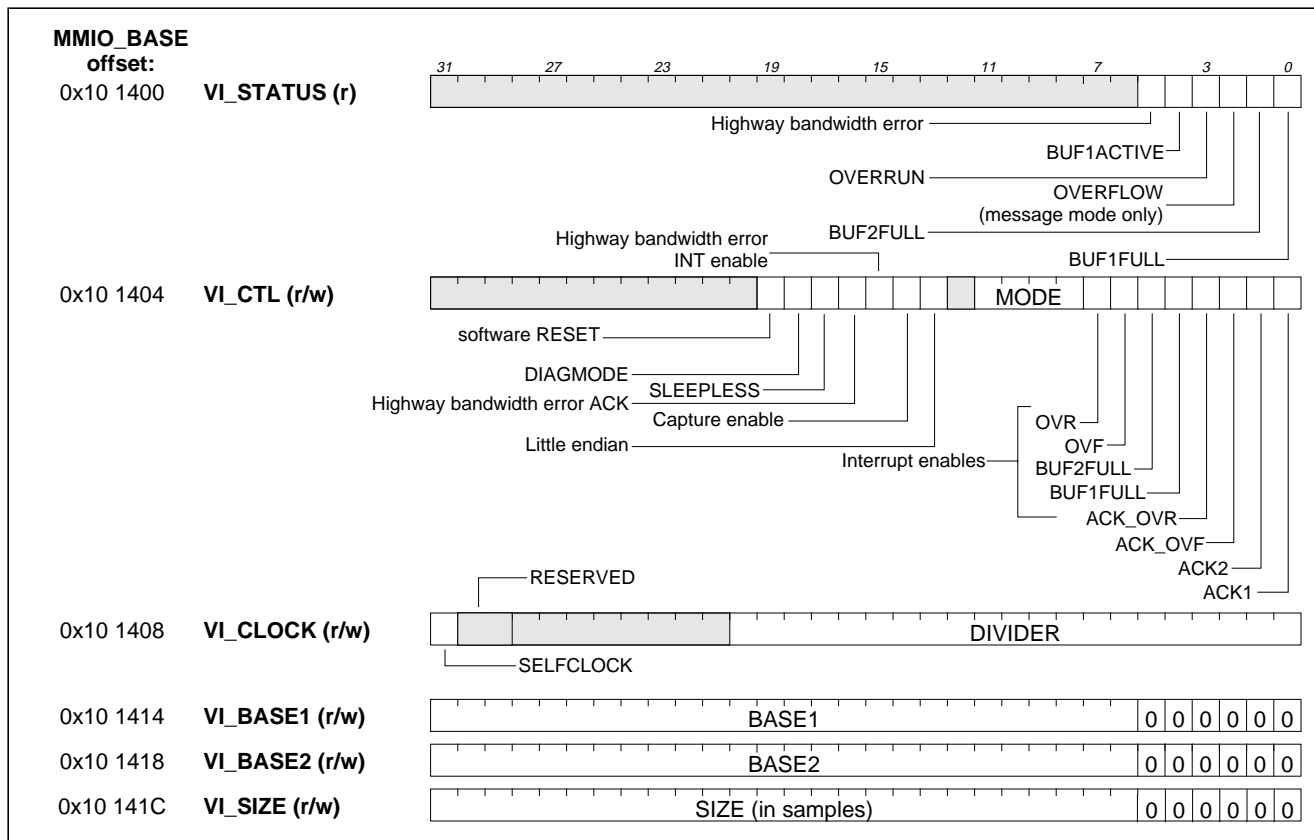 MMIO_BASE
offset:
31 27 23 19 15 11 7 3 0
0x10 1400 VI_STATUS (r)
Highway bandwidth error
BUF1ACTIVE
OVERRUN
OVERFLOW
(message mode only)
BUF2FULL
Highway bandwidth error
INT enable
BUF1FULL
0x10 1404 VI_CTL (r/w) MODE
software RESET
DIAGMODE
SLEEPLESS
Highway bandwidth error ACK
Capture enable
OVR
Little endian
OVF
Interrupt enables
BUF2FULL
BUF1FULL
ACK_OVR
ACK_OVF
ACK2
RESERVED
ACK1
0x10 1408 VI_CLOCK (r/w) DIVIDER
SELFCLOCK
0x10 1414 VI_BASE1 (r/w) BASE1 0 0 0 0 0 0
0x10 1418 VI_BASE2 (r/w) BASE2 0 0 0 0 0 0
0x10 141C VI_SIZE (r/w) SIZE (in samples) 0 0 0 0 0 0